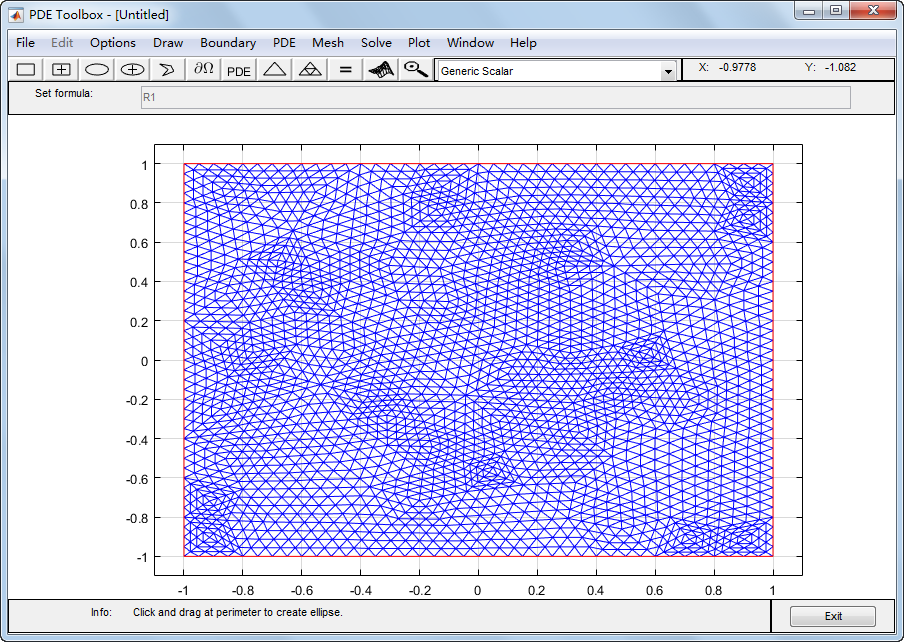 PDE Toolbox - [Untitled]
File Edit Options Draw Boundary PDE Mesh Solve Plot Window Help
∂Ω PDE = Generic Scalar X: -0.9778 Y: -1.082
Set formula: R1
1
0.8
0.6
0.4
0.2
0
-0.2
-0.4
-0.6
-0.8
-1
-1 -0.8 -0.6 -0.4 -0.2 0 0.2 0.4 0.6 0.8 1
Info: Click and drag at perimeter to create ellipse.
Exit